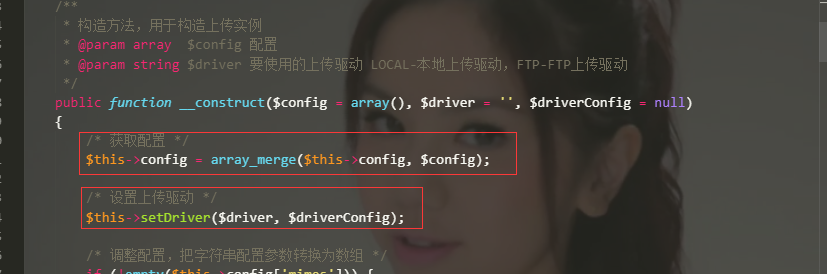 /**
* 构造方法，用于构造上传实例
* @param array  $config 配置
* @param string $driver 要使用的上传驱动 LOCAL-本地上传驱动，FTP-FTP上传驱动
*/
public function __construct($config = array(), $driver = '', $driverConfig = null)
{
/* 获取配置 */
$this->config = array_merge($this->config, $config);
/* 设置上传驱动 */
$this->setDriver($driver, $driverConfig);
/* 调整配置，把字符串配置参数转换为数组 */
if (!empty($this->config['mimes'])) {